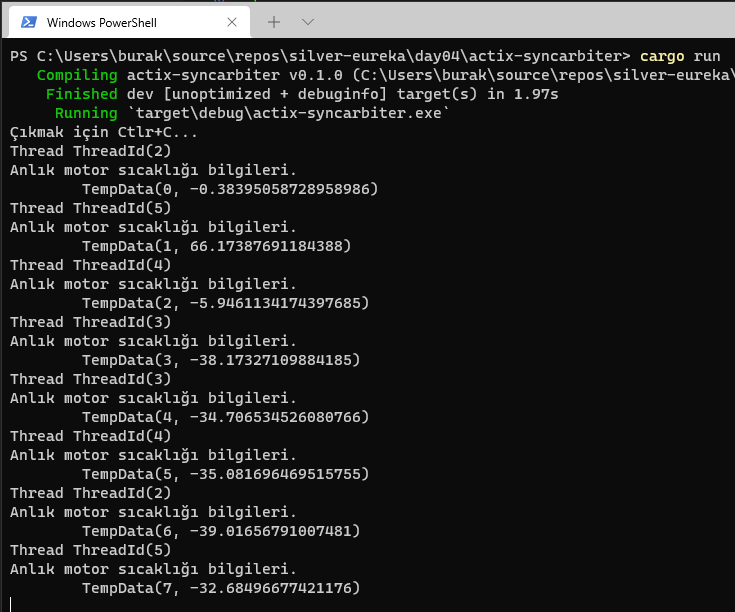 Windows PowerShell
PS C:\Users\burak\source\repos\silver-eureka\day04\actix-syncarbiter> cargo run
Compiling actix-syncarbiter v0.1.0 (C:\Users\burak\source\repos\silver-eureka\
Finished dev [unoptimized + debuginfo] target(s) in 1.97s
Running `target\debug\actix-syncarbiter.exe`
Çıkmak için Ctlr+C...
Thread ThreadId(2)
Anlık motor sıcaklığı bilgileri.
TempData(0, -0.38395058728958986)
Thread ThreadId(5)
Anlık motor sıcaklığı bilgileri.
TempData(1, 66.17387691184388)
Thread ThreadId(4)
Anlık motor sıcaklığı bilgileri.
TempData(2, -5.9461134174397685)
Thread ThreadId(3)
Anlık motor sıcaklığı bilgileri.
TempData(3, -38.17327109884185)
Thread ThreadId(3)
Anlık motor sıcaklığı bilgileri.
TempData(4, -34.706534526080766)
Thread ThreadId(4)
Anlık motor sıcaklığı bilgileri.
TempData(5, -35.081696469515755)
Thread ThreadId(2)
Anlık motor sıcaklığı bilgileri.
TempData(6, -39.01656791007481)
Thread ThreadId(5)
Anlık motor sıcaklığı bilgileri.
TempData(7, -32.68496677421176)